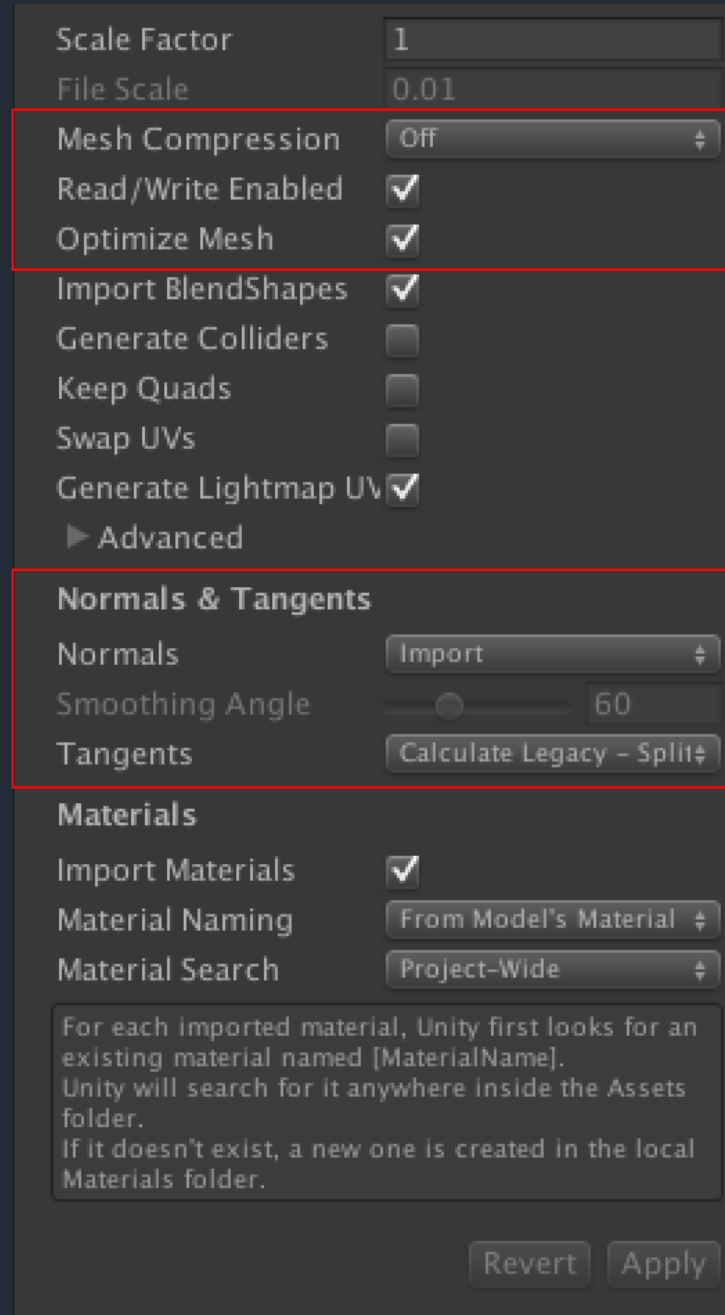 Scale Factor 1
File Scale 0.01
Mesh Compression Off
Read/Write Enabled
Optimize Mesh
Import BlendShapes
Generate Colliders
Keep Quads
Swap UVs
Generate Lightmap UV
Advanced
Normals & Tangents
Normals Import
Smoothing Angle 60
Tangents Calculate Legacy - Split
Materials
Import Materials
Material Naming From Model's Material
Material Search Project-Wide
For each imported material, Unity first looks for an
existing material named [MaterialName].
Unity will search for it anywhere inside the Assets
folder.
If it doesn't exist, a new one is created in the local
Materials folder.
Revert Apply